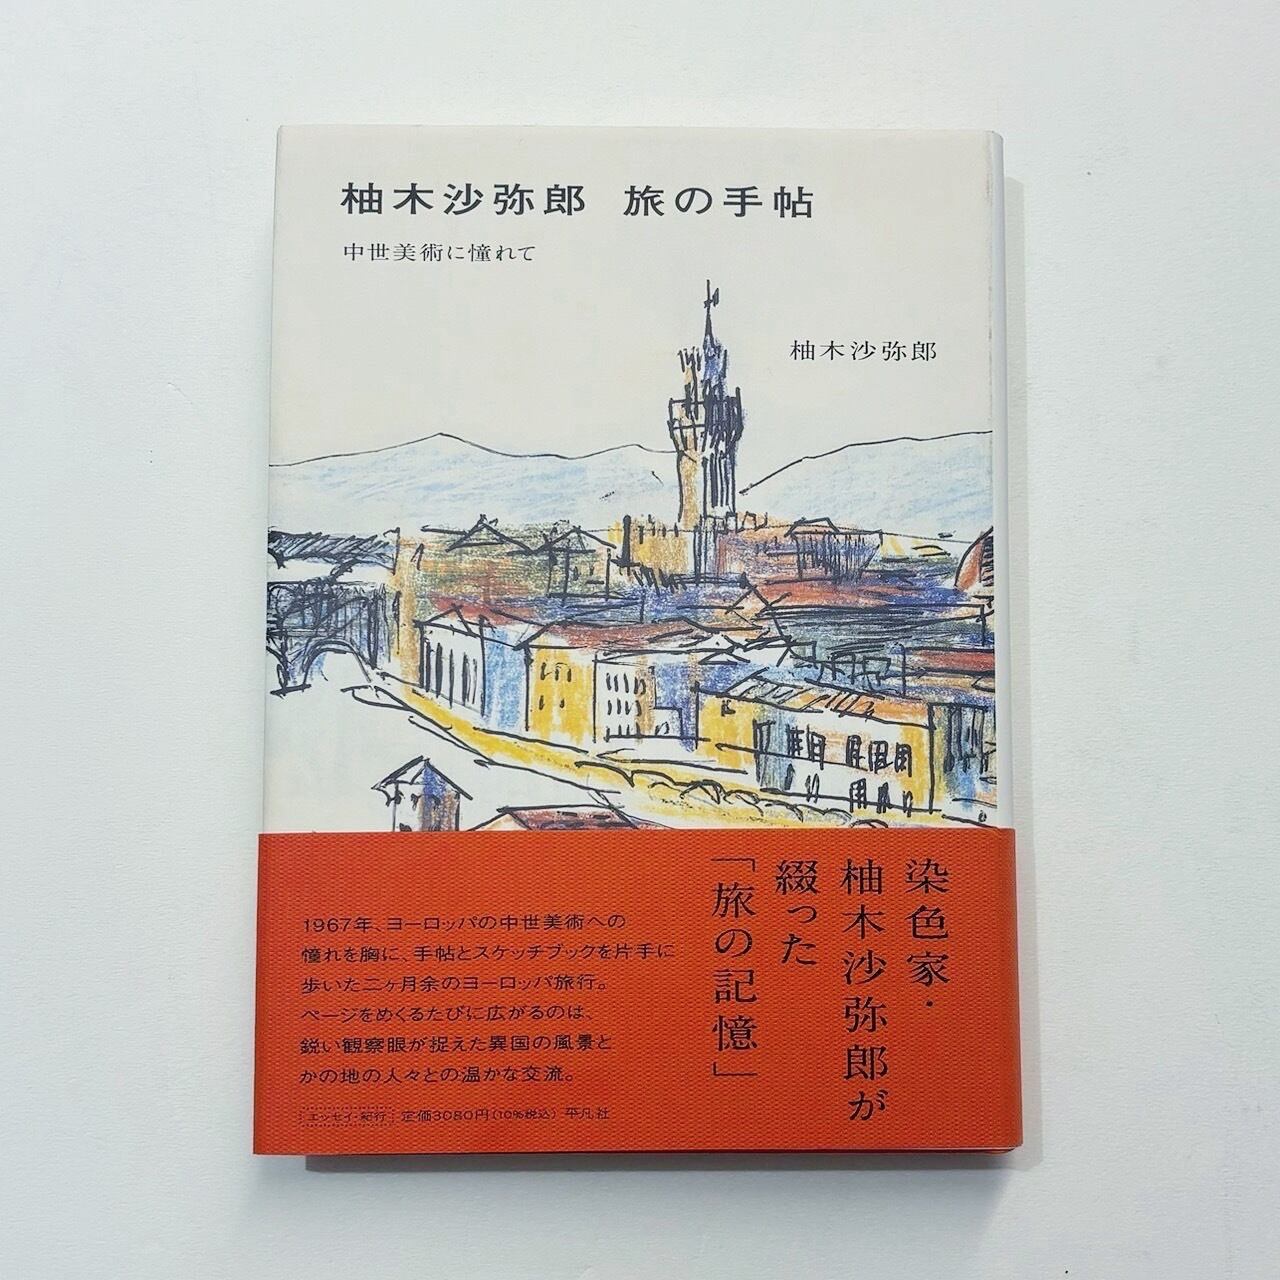 柚木沙弥郎 旅の手帖
中世美術に憧れて
柚木沙弥郎
染色家・
柚木沙弥郎が
綴った
「旅の記憶」
1967年、ヨーロッパの中世美術への
憧れを胸に、手帖とスケッチブックを片手に
歩いた二ヶ月余のヨーロッパ旅行。
ページをめくるたびに広がるのは、
鋭い観察眼が捉えた異国の風景と
かの地の人々との温かな交流。
エッセイ・紀行 定価3080円(10%税込) 平凡社